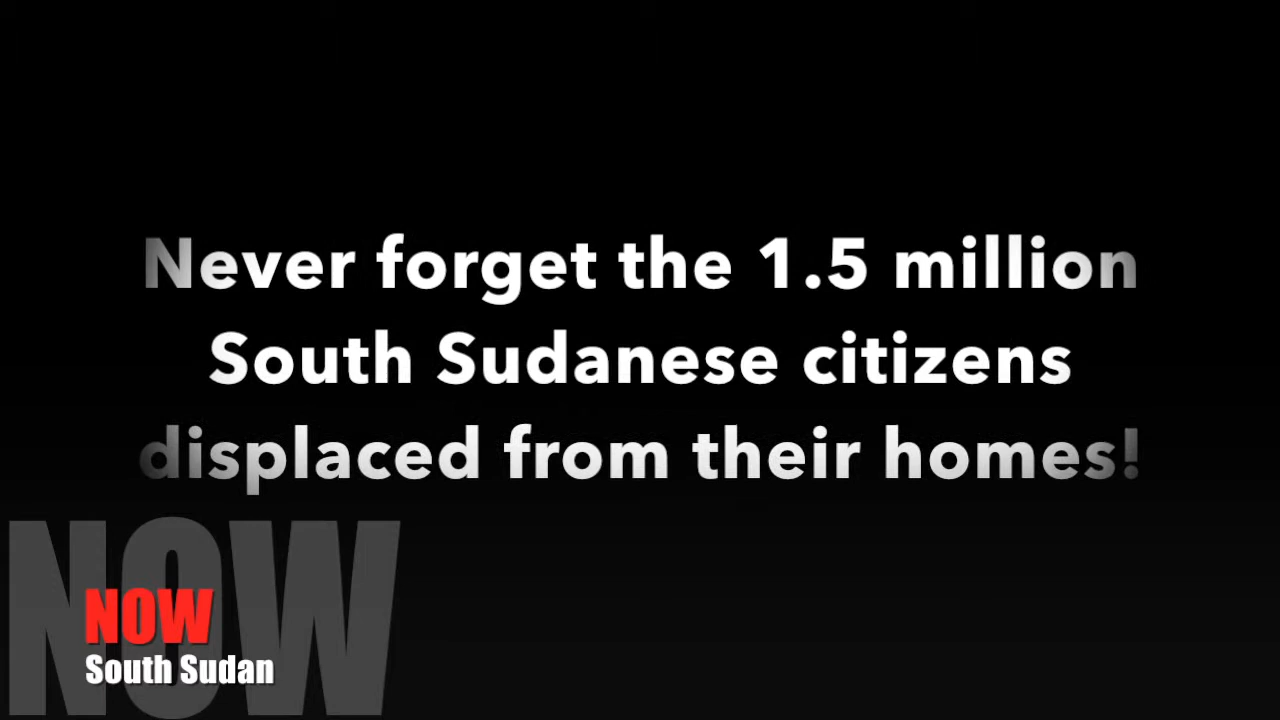 Never forget the 1.5 million
South Sudanese citizens
displaced from their homes!
NOW
NOW
South Sudan